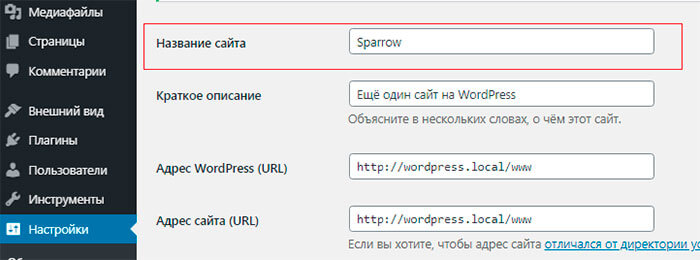 Медиафайлы
Страницы
Комментарии
Внешний вид
Плагины
Пользователи
Инструменты
Настройки
Название сайта
Sparrow
Краткое описание
Ещё один сайт на WordPress
Объясните в нескольких словах, о чём этот сайт.
Адрес WordPress (URL)
http://wordpress.local/www
Адрес сайта (URL)
http://wordpress.local/www
Если вы хотите, чтобы адрес сайта отличался от директории